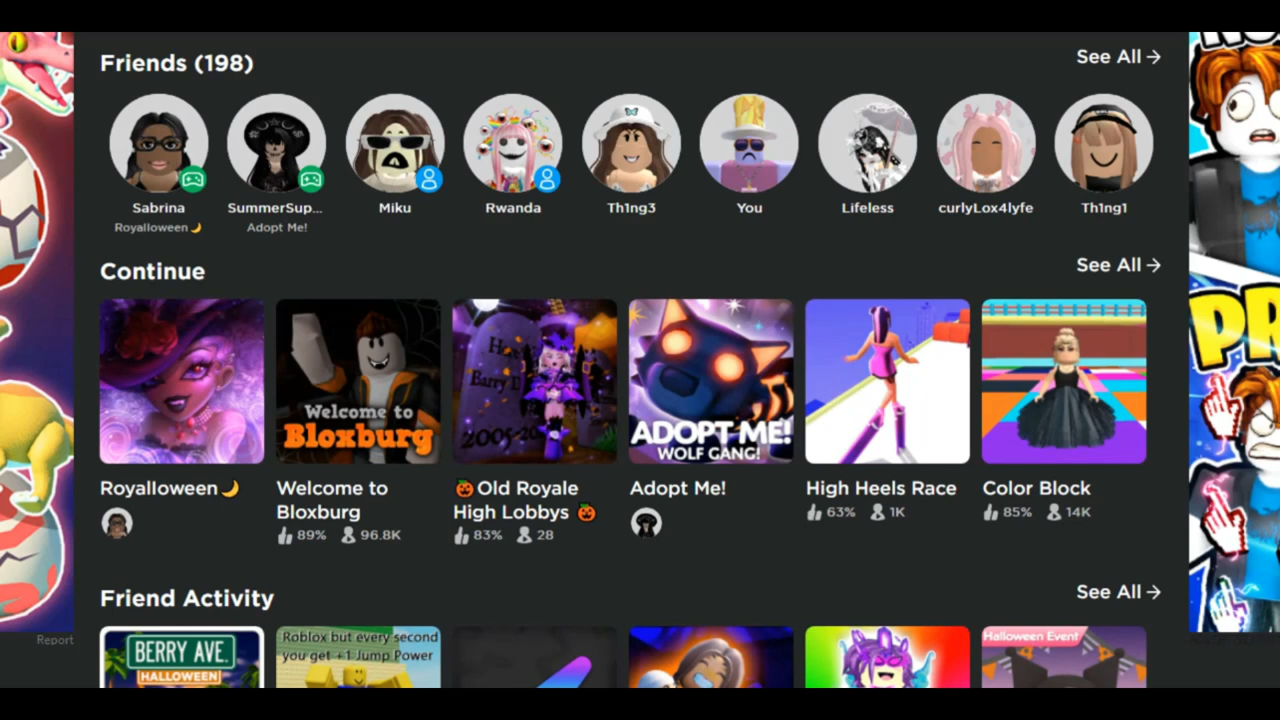 Friends (198)
See All →
Sabrina
SummerSup...
Miku
Rwanda
Th1ng3
You
Lifeless
curlyLox4lyfe
Th1ng1
Royalloween🌙
Adopt Me!
Continue
See All →
Welcome to
Bloxburg
2005-20
ADOPT ME!
WOLF GANG!
PR
Royalloween🌙
Welcome to
Bloxburg
🎃Old Royale
High Lobbys 🎃
Adopt Me!
High Heels Race
Color Block
89% 96.8K
83% 28
63% 1K
85% 14K
Friend Activity
See All →
Report
BERRY AVE.
HALLOWEEN
Roblox but every second
you get +1 Jump Power
Halloween Event